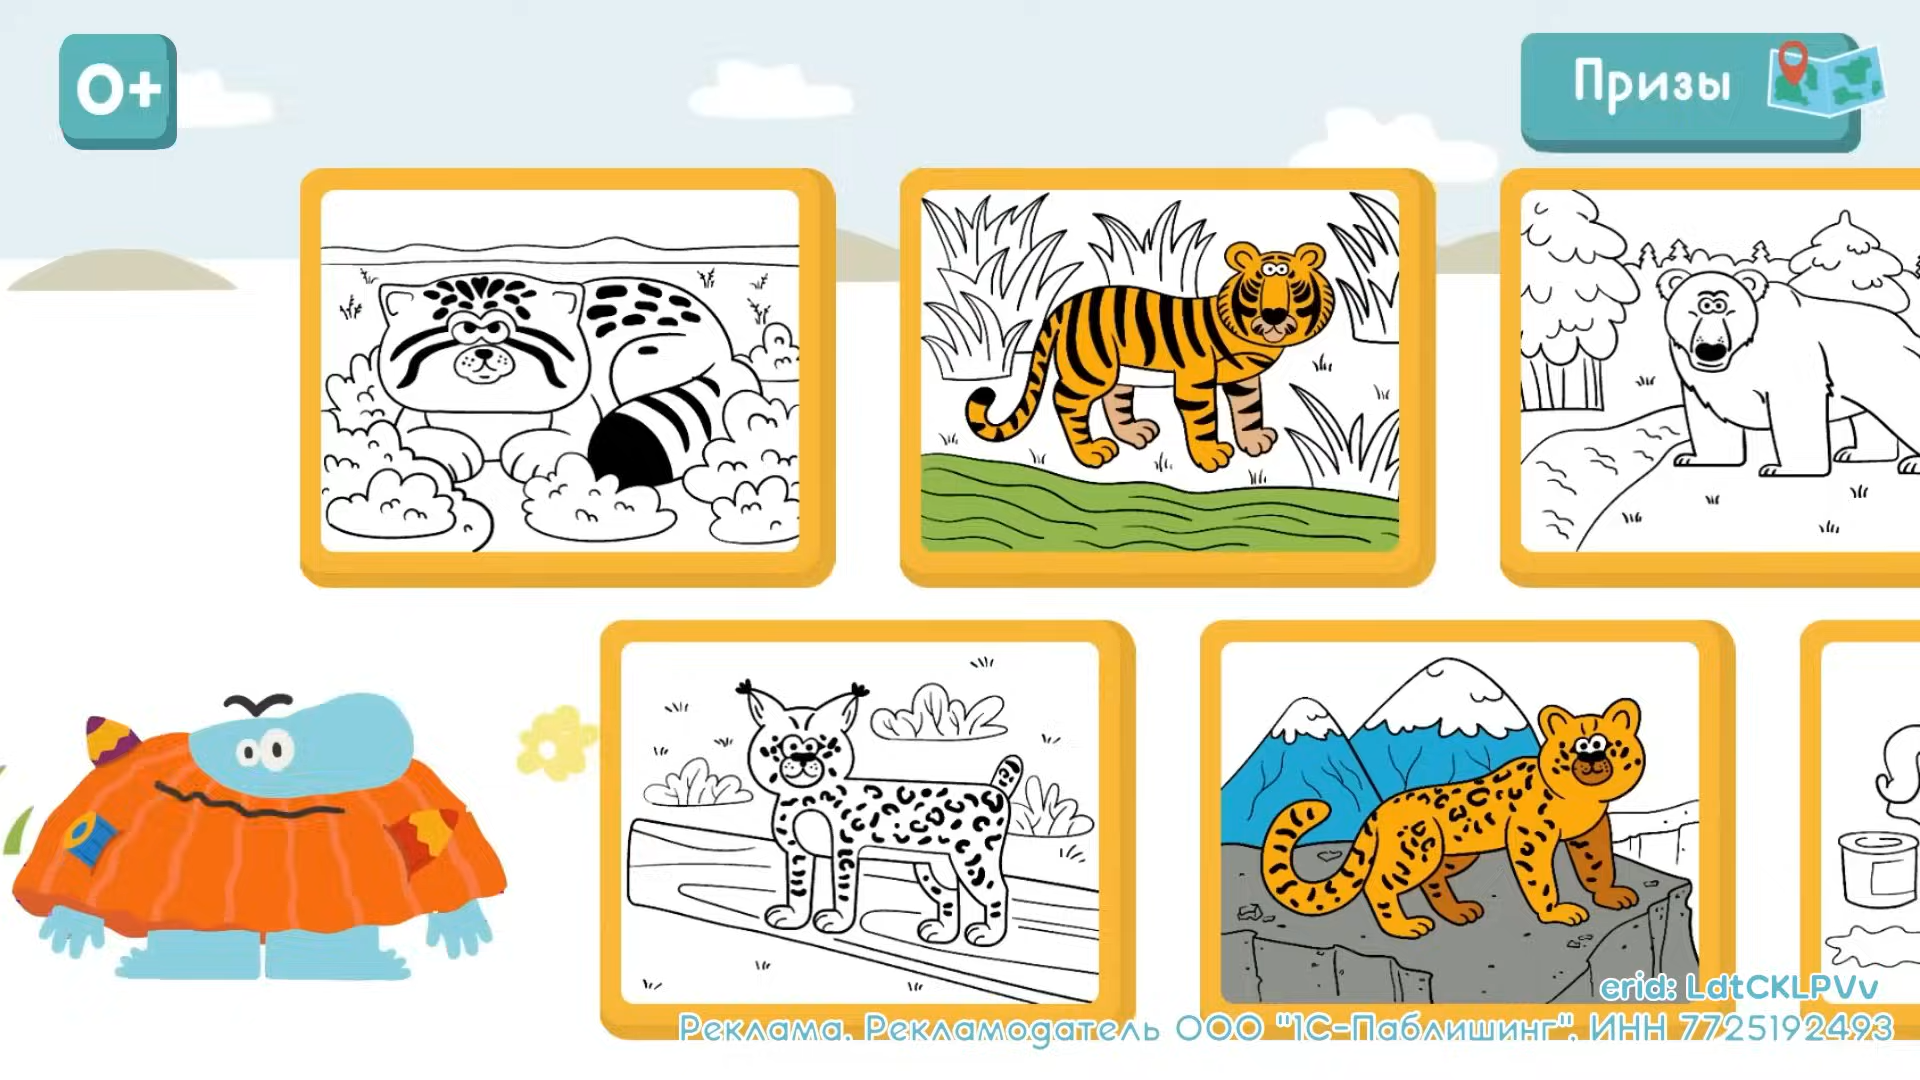 0+
Призы
erid: LdtCKLPVv
Реклама. Рекламодатель ООО "1С-Паблишинг", ИНН 7725192493